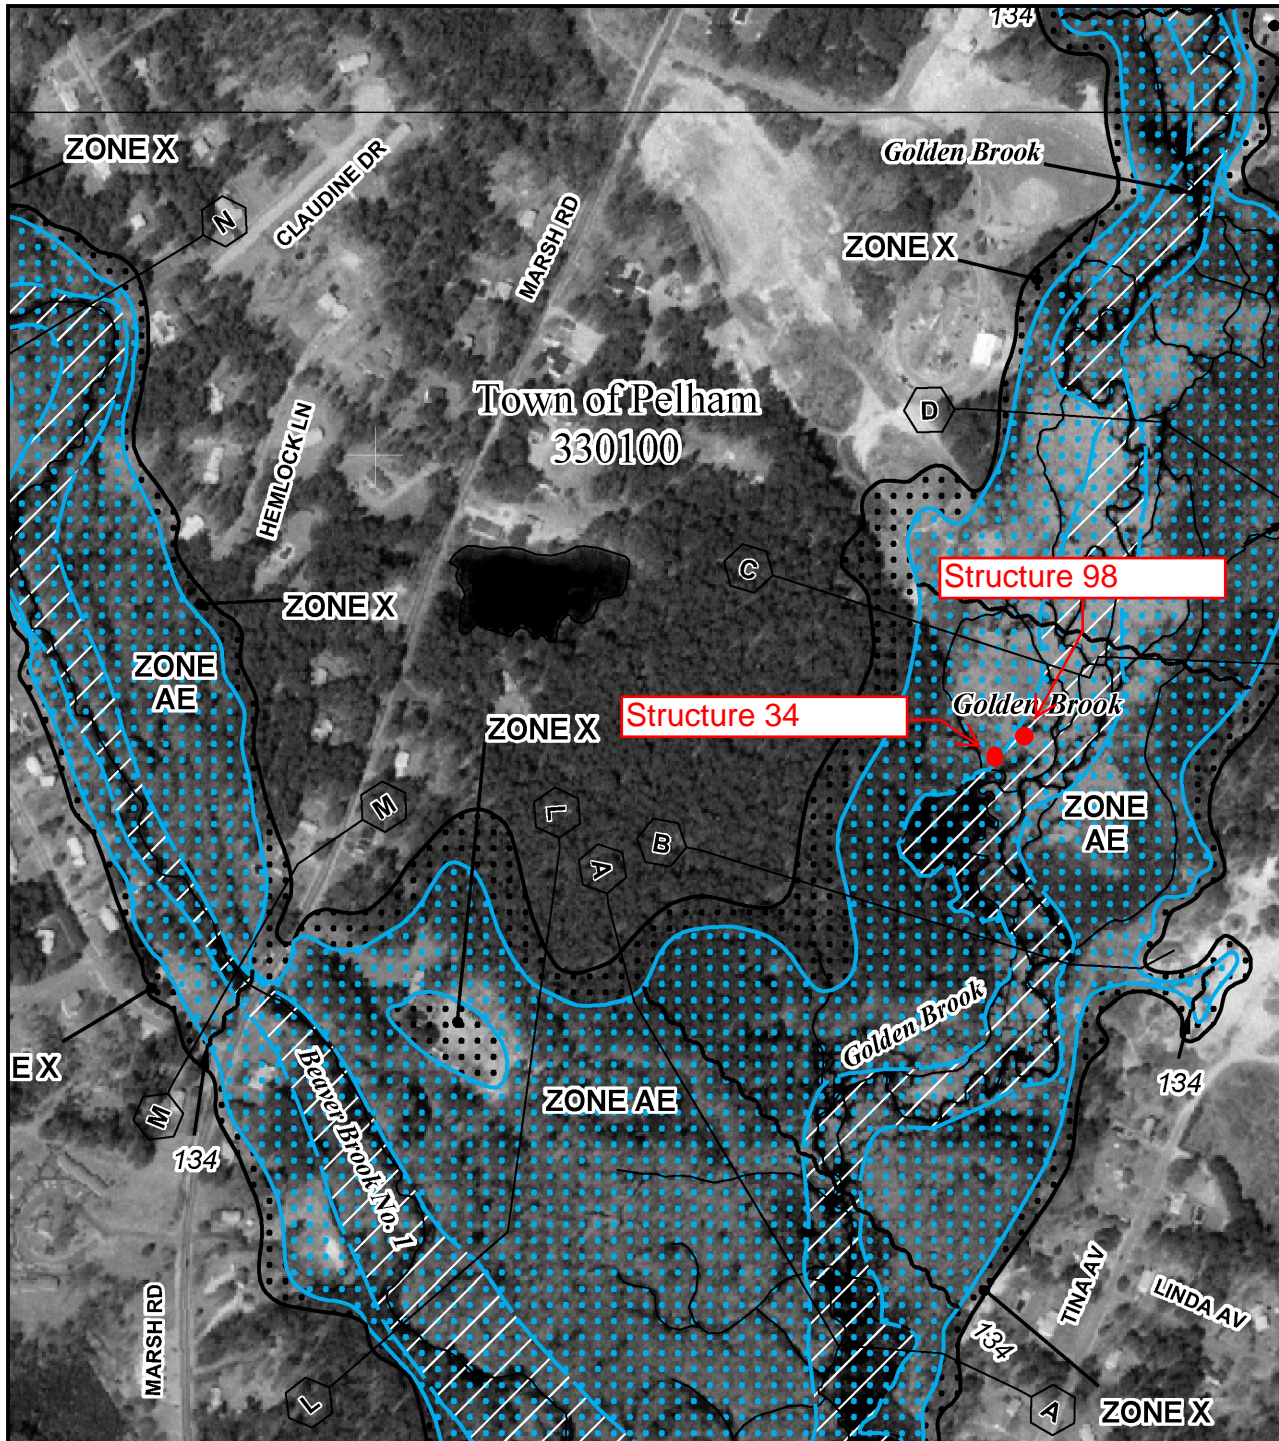 134
ZONE X
Golden Brook
N
CLAUDINE DR
MARSH RD
ZONE X
Town of Pelham
330100
D
HEMLOCK LN
C
Structure 98
ZONE X
ZONE
AE
Golden Brook
Structure 34
ZONE X
M
L
B
A
ZONE
AE
Golden Brook
E X
Beaver Brook No. 1
ZONE AE
134
M
134
MARSH RD
TINA AV
LINDA AV
134
L
A
ZONE X